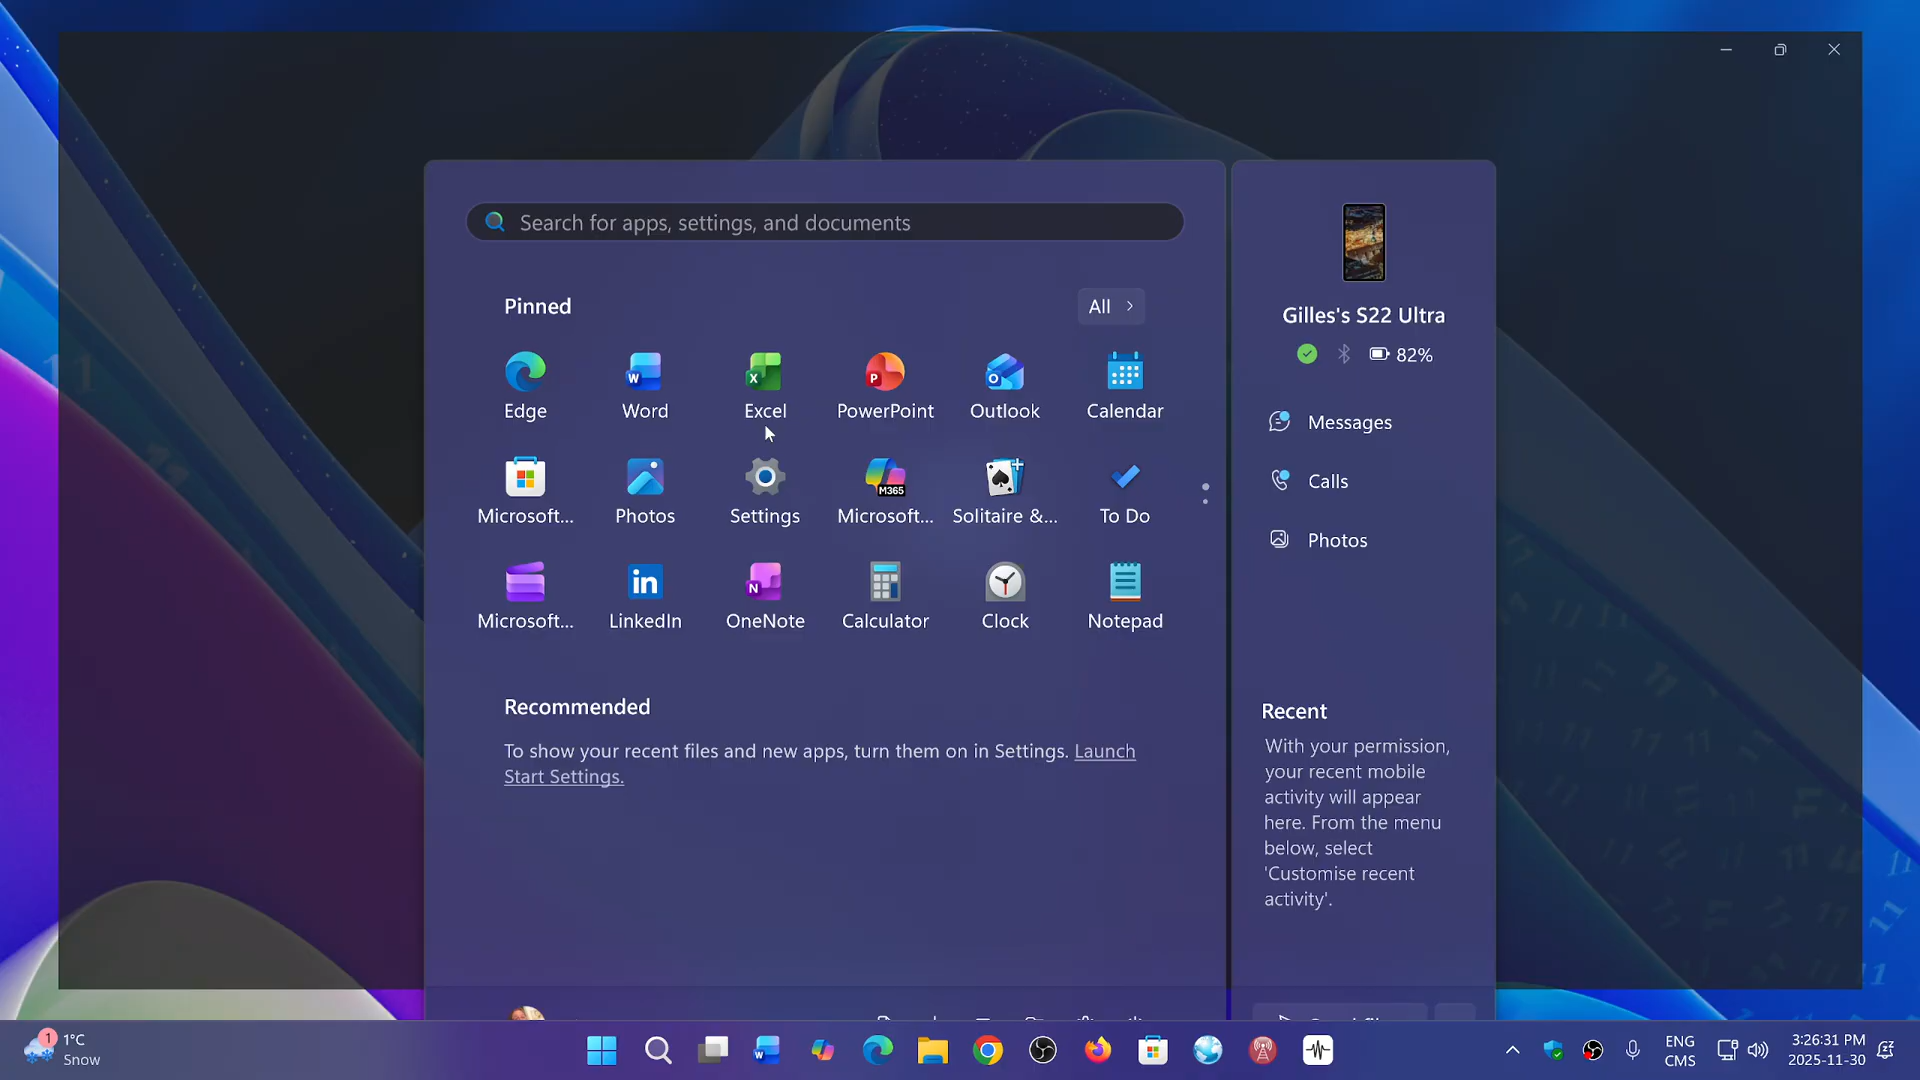 Search for apps, settings, and documents
Pinned
All
Edge
Word
Excel
PowerPoint
Outlook
Calendar
Microsoft...
Photos
Settings
Microsoft...
Solitaire &...
To Do
Microsoft...
LinkedIn
OneNote
Calculator
Clock
Notepad
M365
Recommended
To show your recent files and new apps, turn them on in Settings. Launch
Start Settings.
Gilles's S22 Ultra
82%
Messages
Calls
Photos
Recent
With your permission,
your recent mobile
activity will appear
here. From the menu
below, select
'Customise recent
activity'.
1
1°C
Snow
ENG
CMS
3:26:31 PM
2025-11-30